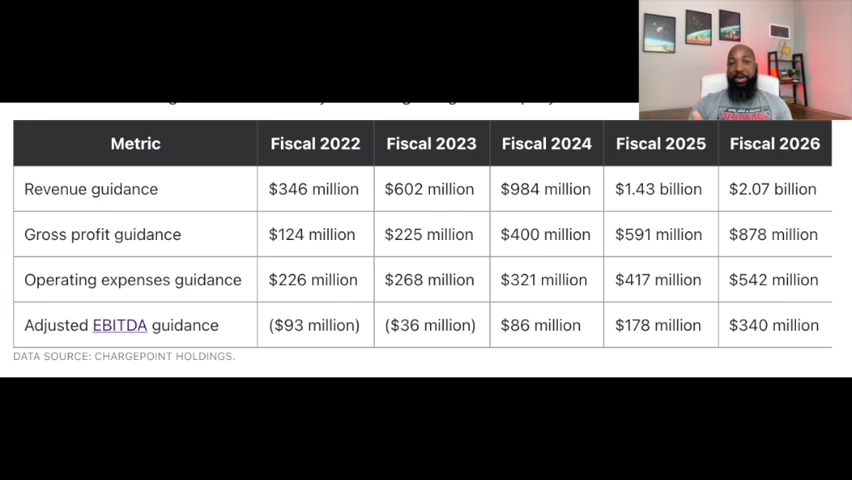 Metric Fiscal 2022 Fiscal 2023 Fiscal 2024 Fiscal 2025 Fiscal 2026
Revenue guidance $346 million $602 million $984 million $1.43 billion $2.07 billion
Gross profit guidance $124 million $225 million $400 million $591 million $878 million
Operating expenses guidance $226 million $268 million $321 million $417 million $542 million
Adjusted EBITDA guidance ($93 million) ($36 million) $86 million $178 million $340 million
DATA SOURCE: CHARGEPOINT HOLDINGS.